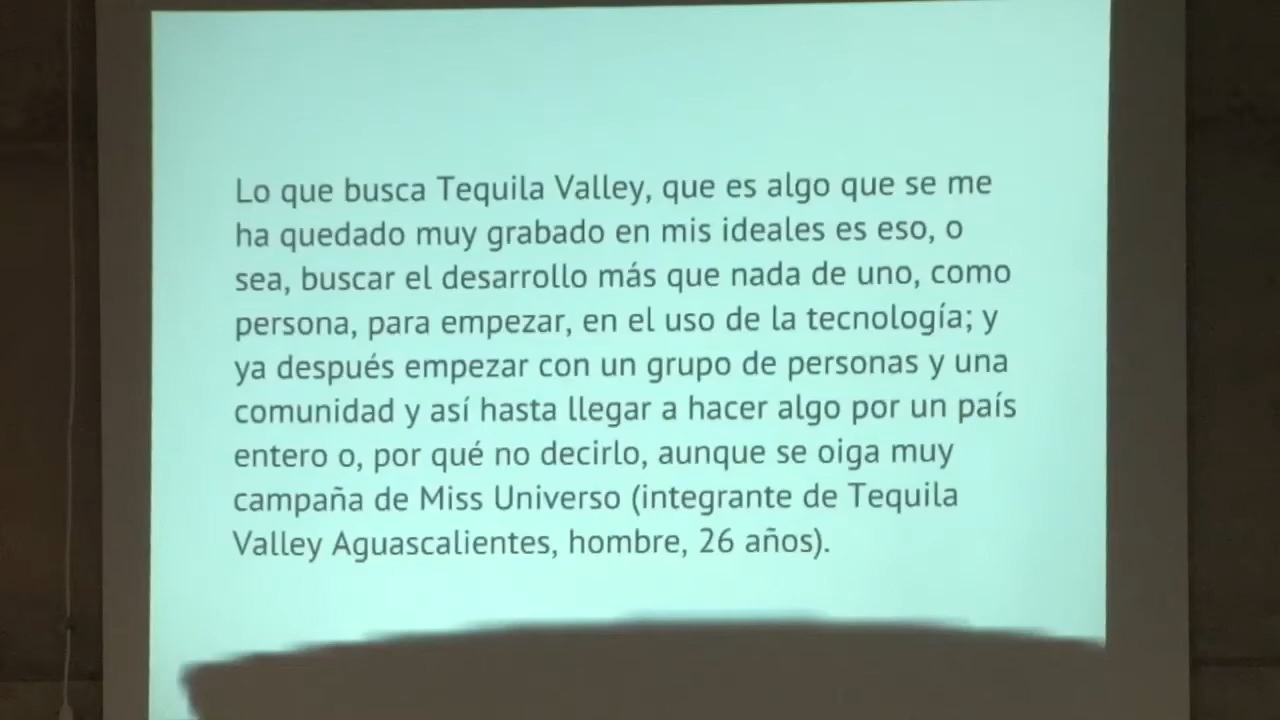 Lo que busca Tequila Valley, que es algo que se me
ha quedado muy grabado en mis ideales es eso, o
sea, buscar el desarrollo más que nada de uno, como
persona, para empezar, en el uso de la tecnología; y
ya después empezar con un grupo de personas y una
comunidad y así hasta llegar a hacer algo por un país
entero o, por qué no decirlo, aunque se oiga muy
campaña de Miss Universo (integrante de Tequila
Valley Aguascalientes, hombre, 26 años).